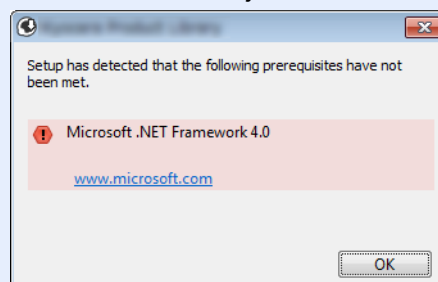 Setup has detected that the following prerequisites have not
been met.
Microsoft .NET Framework 4.0
www.microsoft.com
OK